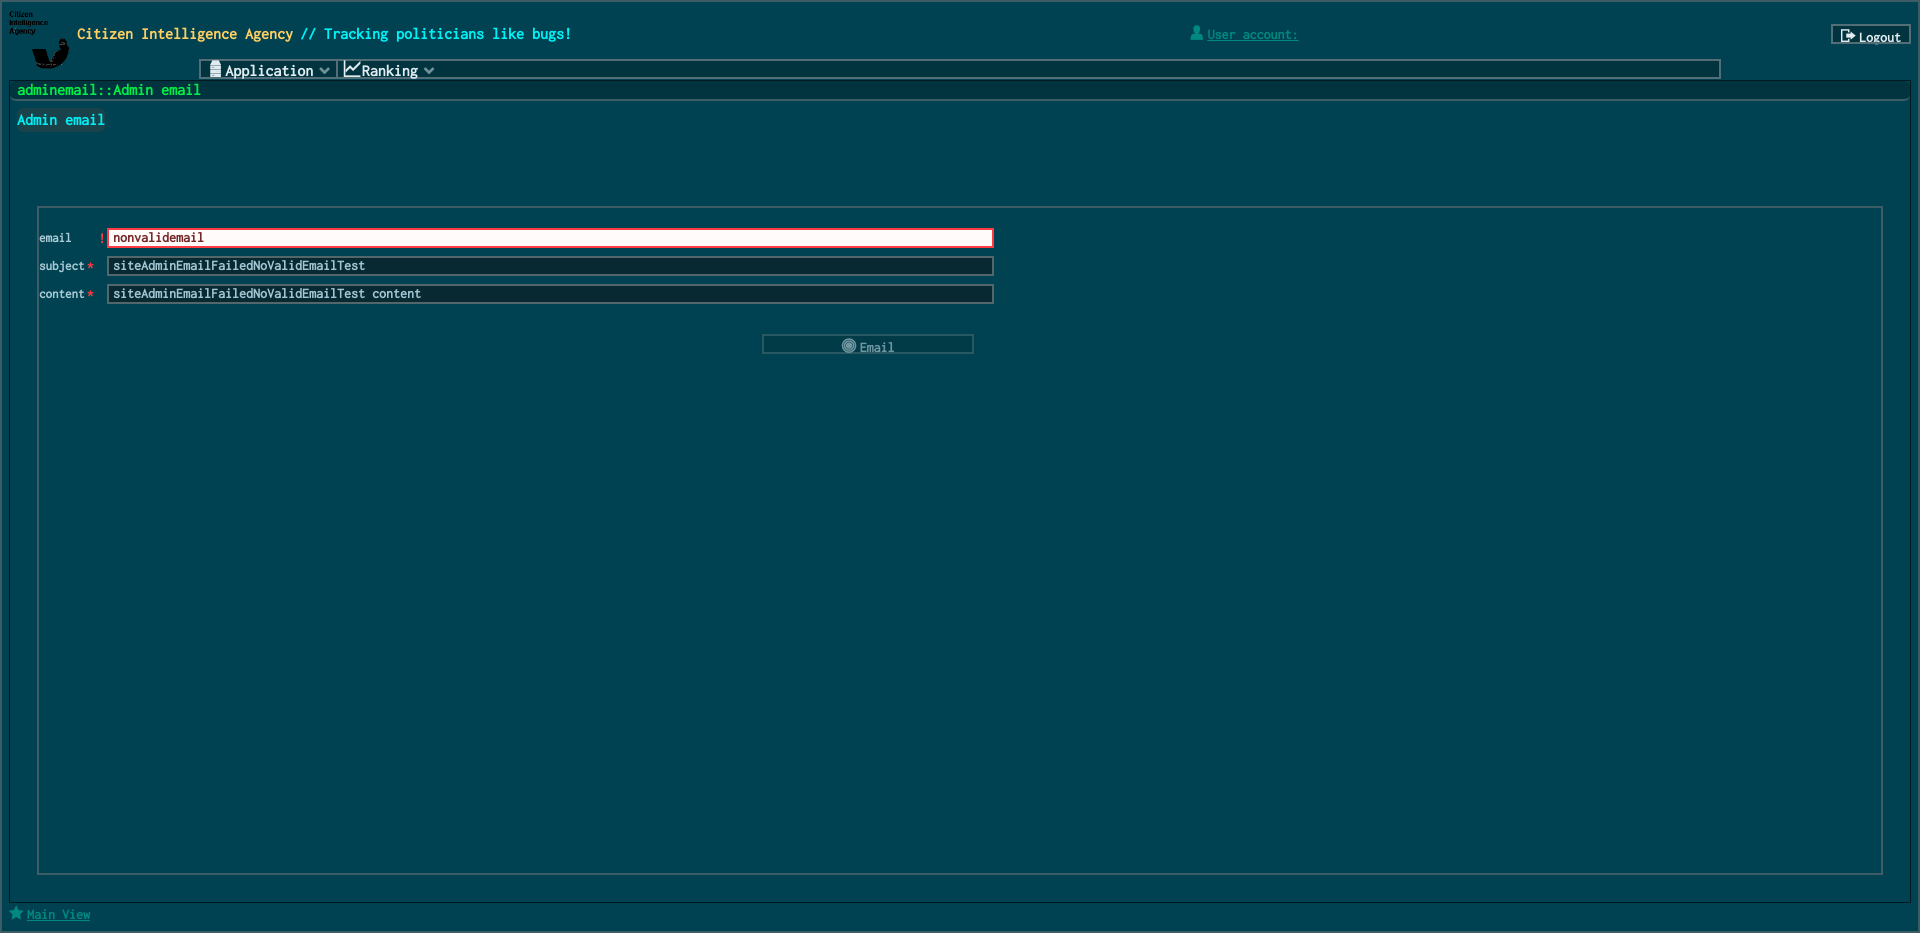 Citizen
Intelligence
Agency
Citizen Intelligence Agency // Tracking politicians like bugs!
User account:
Logout
Application
Ranking
adminemail::Admin email
Admin email
email ! nonvalidemail
subject * siteAdminEmailFailedNoValidEmailTest
content * siteAdminEmailFailedNoValidEmailTest content
Email
Main View